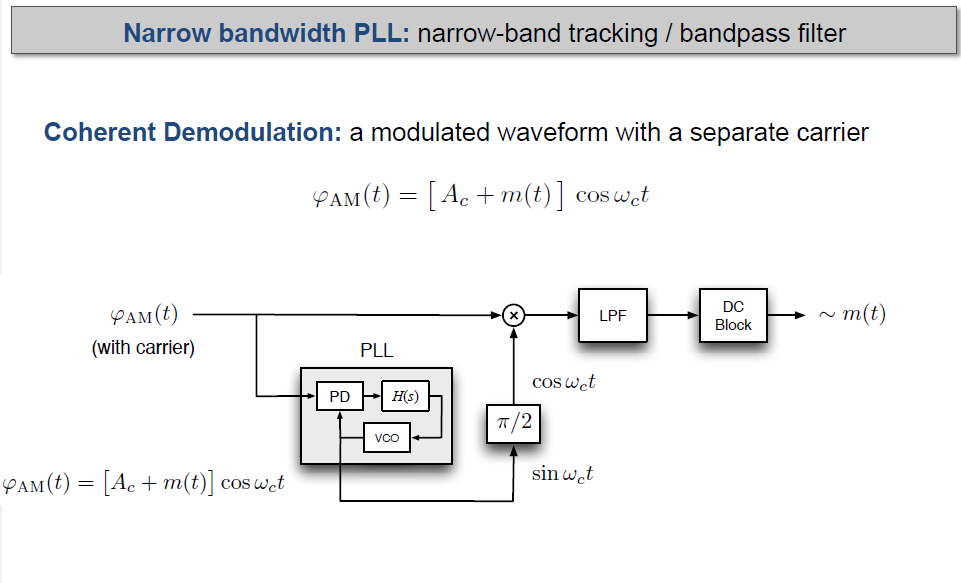 Narrow bandwidth PLL: narrow-band tracking / bandpass filter
Coherent Demodulation: a modulated waveform with a separate carrier
φAM(t) = [ Ac + m(t) ] cos ωct
φAM(t)
(with carrier)
PLL
PD
H(s)
VCO
×
LPF
DC
Block
∼ m(t)
cos ωct
π/2
sin ωct
φAM(t) = [Ac + m(t)] cos ωct